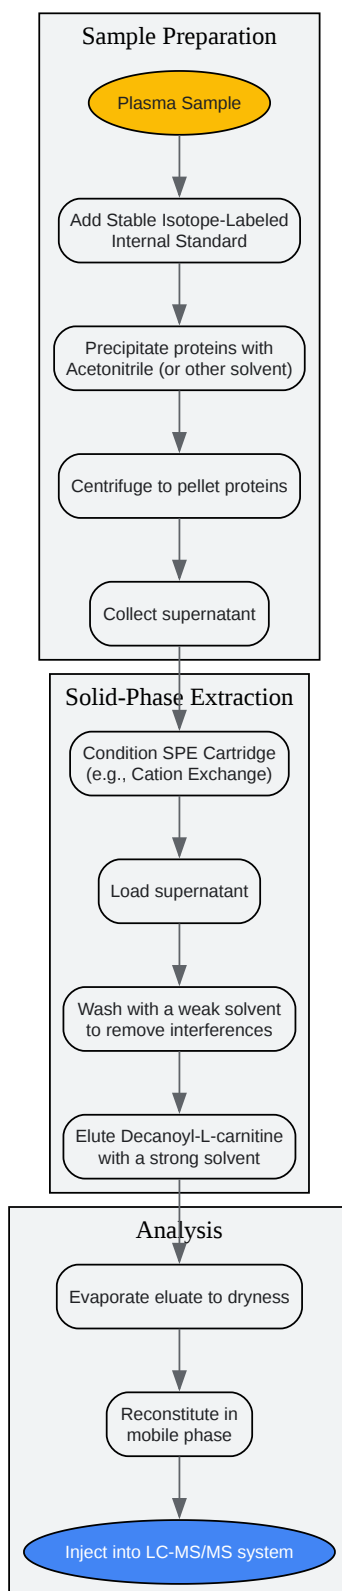 Sample Preparation
Plasma Sample
Add Stable Isotope-Labeled
Internal Standard
Precipitate proteins with
Acetonitrile (or other solvent)
Centrifuge to pellet proteins
Collect supernatant
Solid-Phase Extraction
Condition SPE Cartridge
(e.g., Cation Exchange)
Load supernatant
Wash with a weak solvent
to remove interferences
Elute Decanoyl-L-carnitine
with a strong solvent
Analysis
Evaporate eluate to dryness
Reconstitute in
mobile phase
Inject into LC-MS/MS system